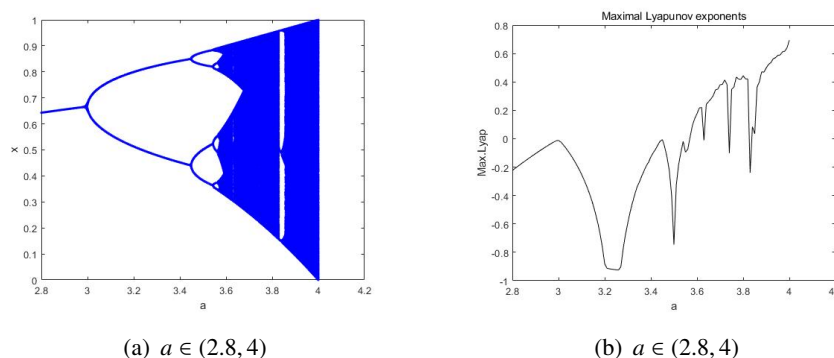 1
0.9
0.8
0.7
0.6
0.5
0.4
0.3
0.2
0.1
0
x
2.8 3 3.2 3.4 3.6 3.8 4 4.2
a
(a) a ∈ (2.8, 4)
Maximal Lyapunov exponents
0.8
0.6
0.4
0.2
0
-0.2
-0.4
-0.6
-0.8
-1
Max.Lyap
2.8 3 3.2 3.4 3.6 3.8 4 4.2
a
(b) a ∈ (2.8, 4)